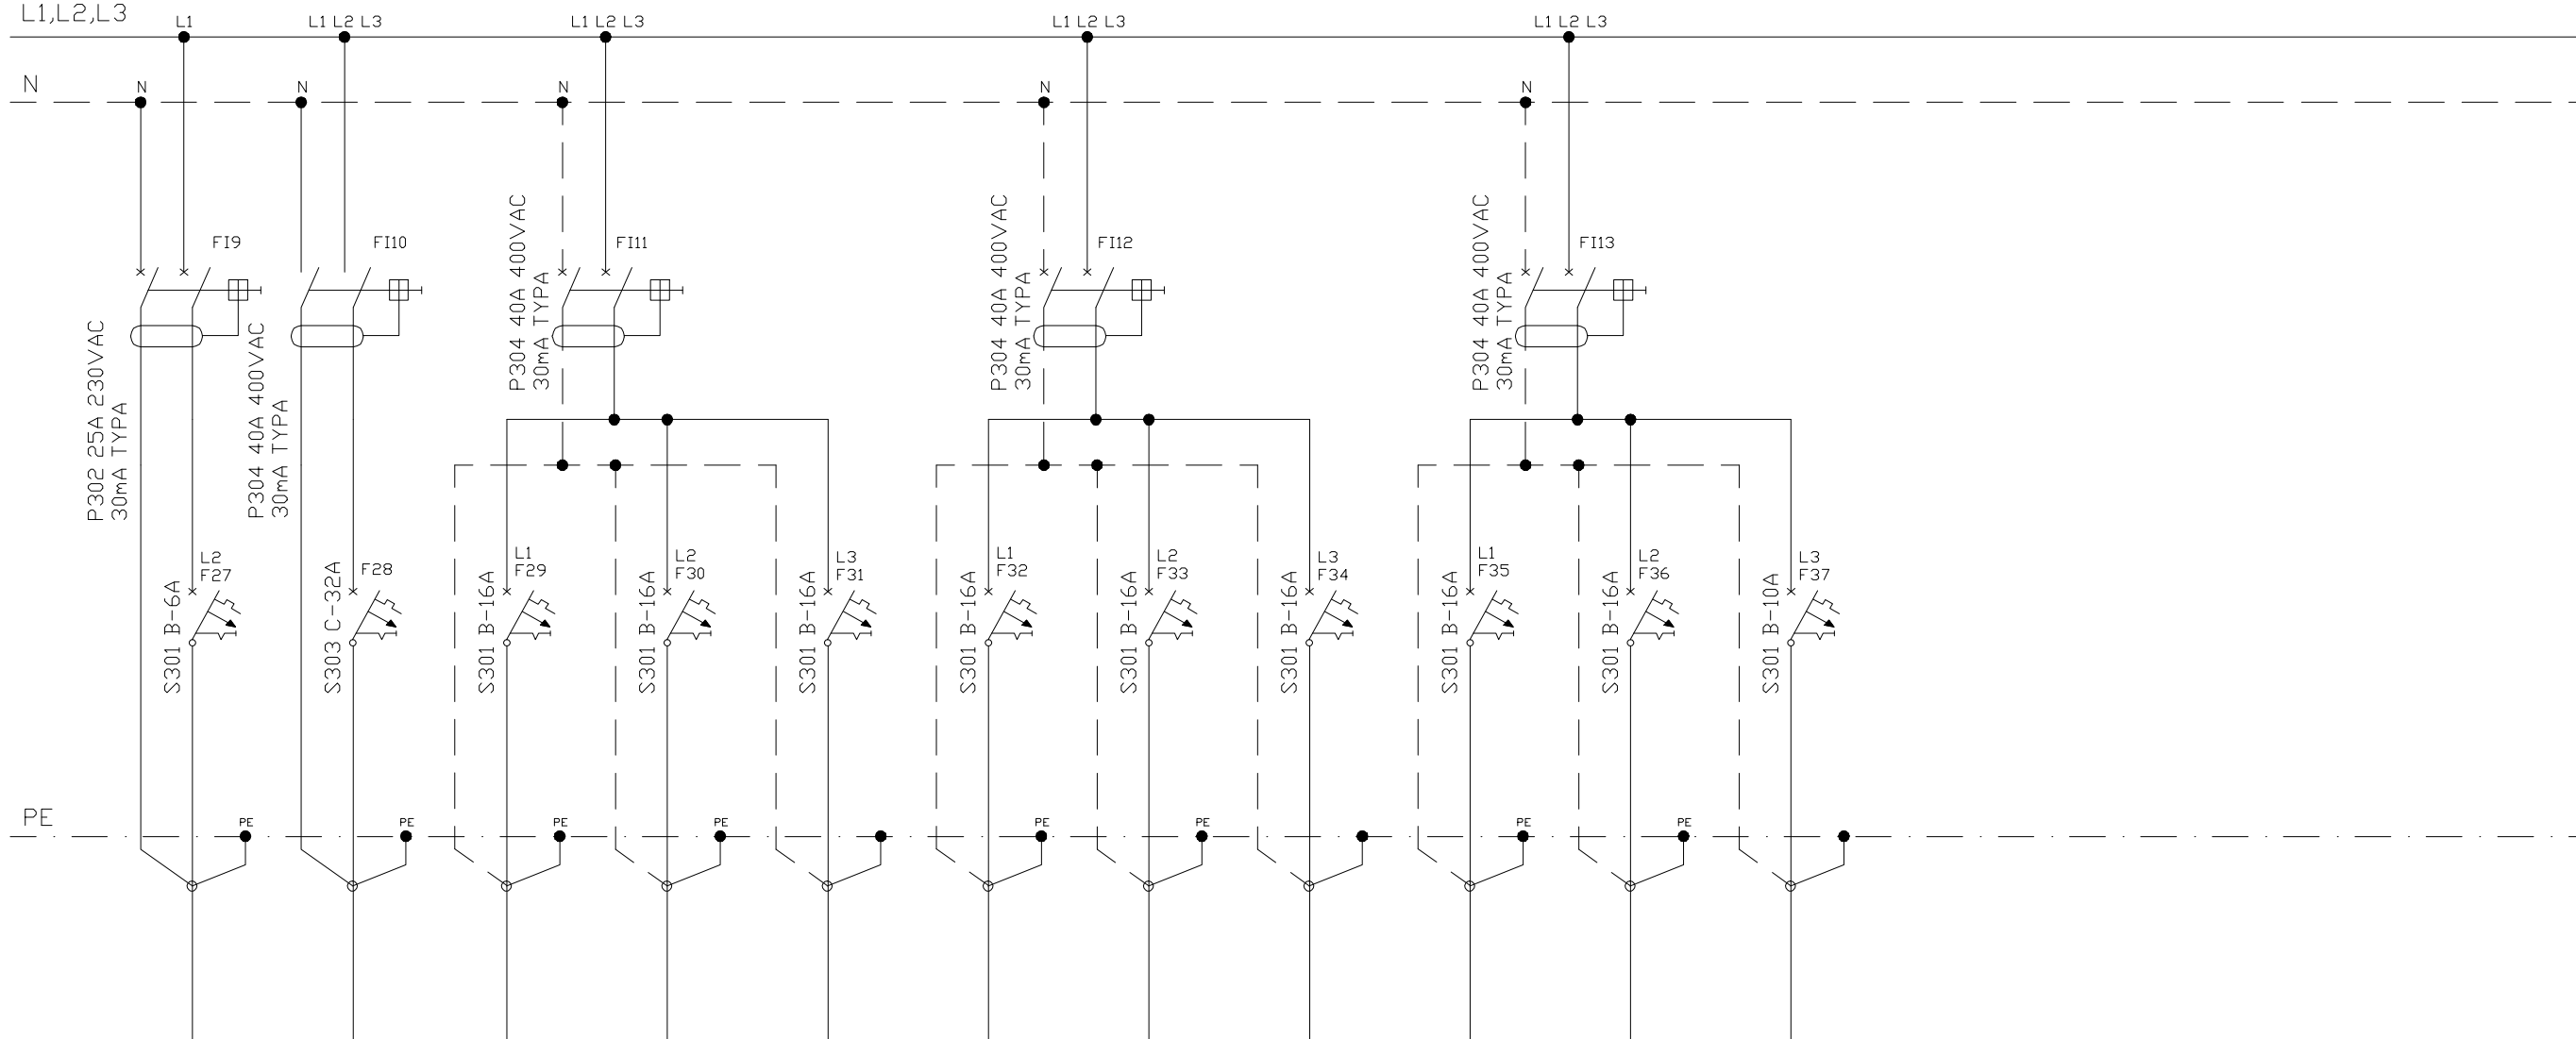 L1,L2,L3
L1
L1 L2 L3
L1 L2 L3
L1 L2 L3
L1 L2 L3
N
N
N
N
N
N
FI9
FI10
FI11
FI12
FI13
P302 225A 230VAC
30mA TYPA
P304 40A 400VAC
30mA TYPA
P304 40A 400VAC
30mA TYPA
P304 40A 400VAC
30mA TYPA
P304 40A 400VAC
30mA TYPA
L2
F27
S301 B-6A
F28
S303 C-32A
L1
F29
S301 B-16A
L2
F30
S301 B-16A
L3
F31
S301 B-16A
L1
F32
S301 B-16A
L2
F33
S301 B-16A
L3
F34
S301 B-16A
L1
F35
S301 B-16A
L2
F36
S301 B-16A
L3
F37
S301 B-10A
PE
PE
PE
PE
PE
PE
PE
PE
PE